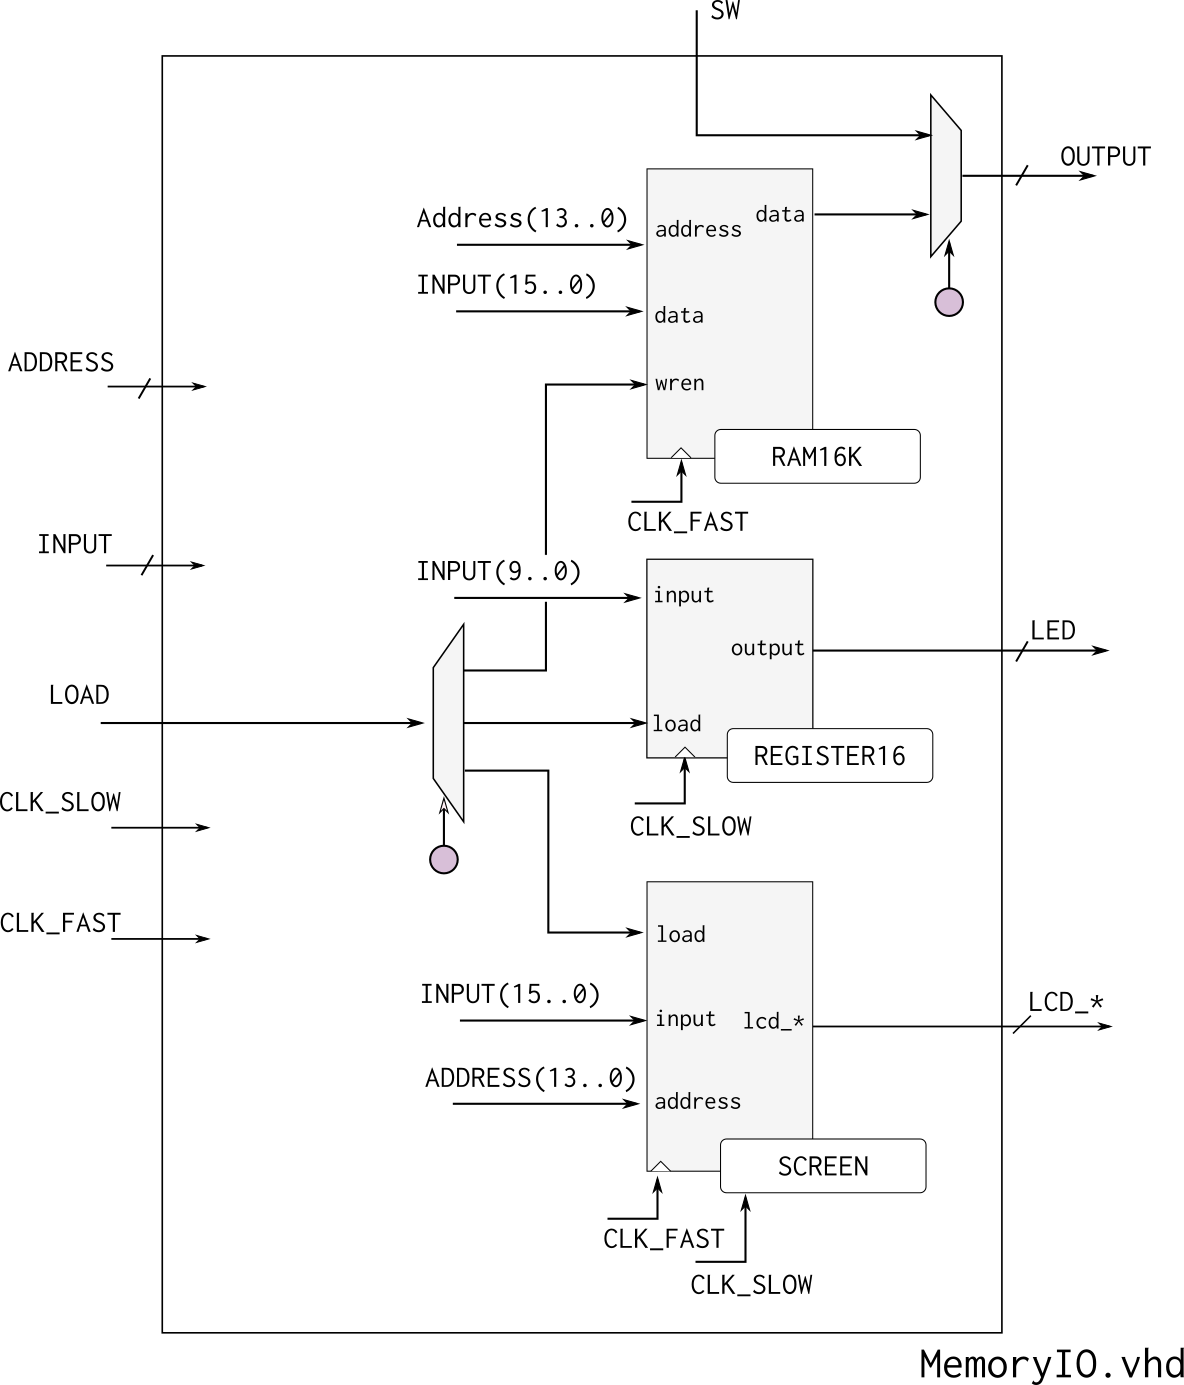 SW
OUTPUT
Address(13..0)
data
address
INPUT(15..0)
data
ADDRESS
wren
RAM16K
CLK_FAST
INPUT
INPUT(9..0)
input
LED
output
LOAD
load
REGISTER16
CLK_SLOW
CLK_SLOW
CLK_FAST
load
INPUT(15..0)
LCD_*
input
lcd_*
ADDRESS(13..0)
address
SCREEN
CLK_FAST
CLK_SLOW
MemoryIO.vhd